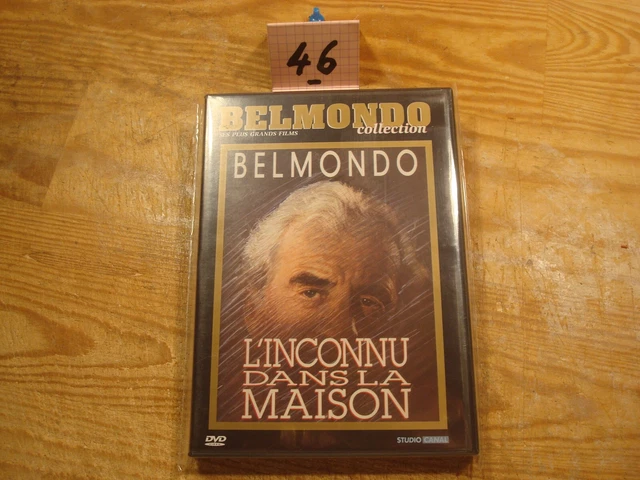 46
BELMONDO
collection
SES PLUS GRANDS FILMS
BELMONDO
L'INCONNU
DANS LA
MAISON
DVD
STUDIO CANAL